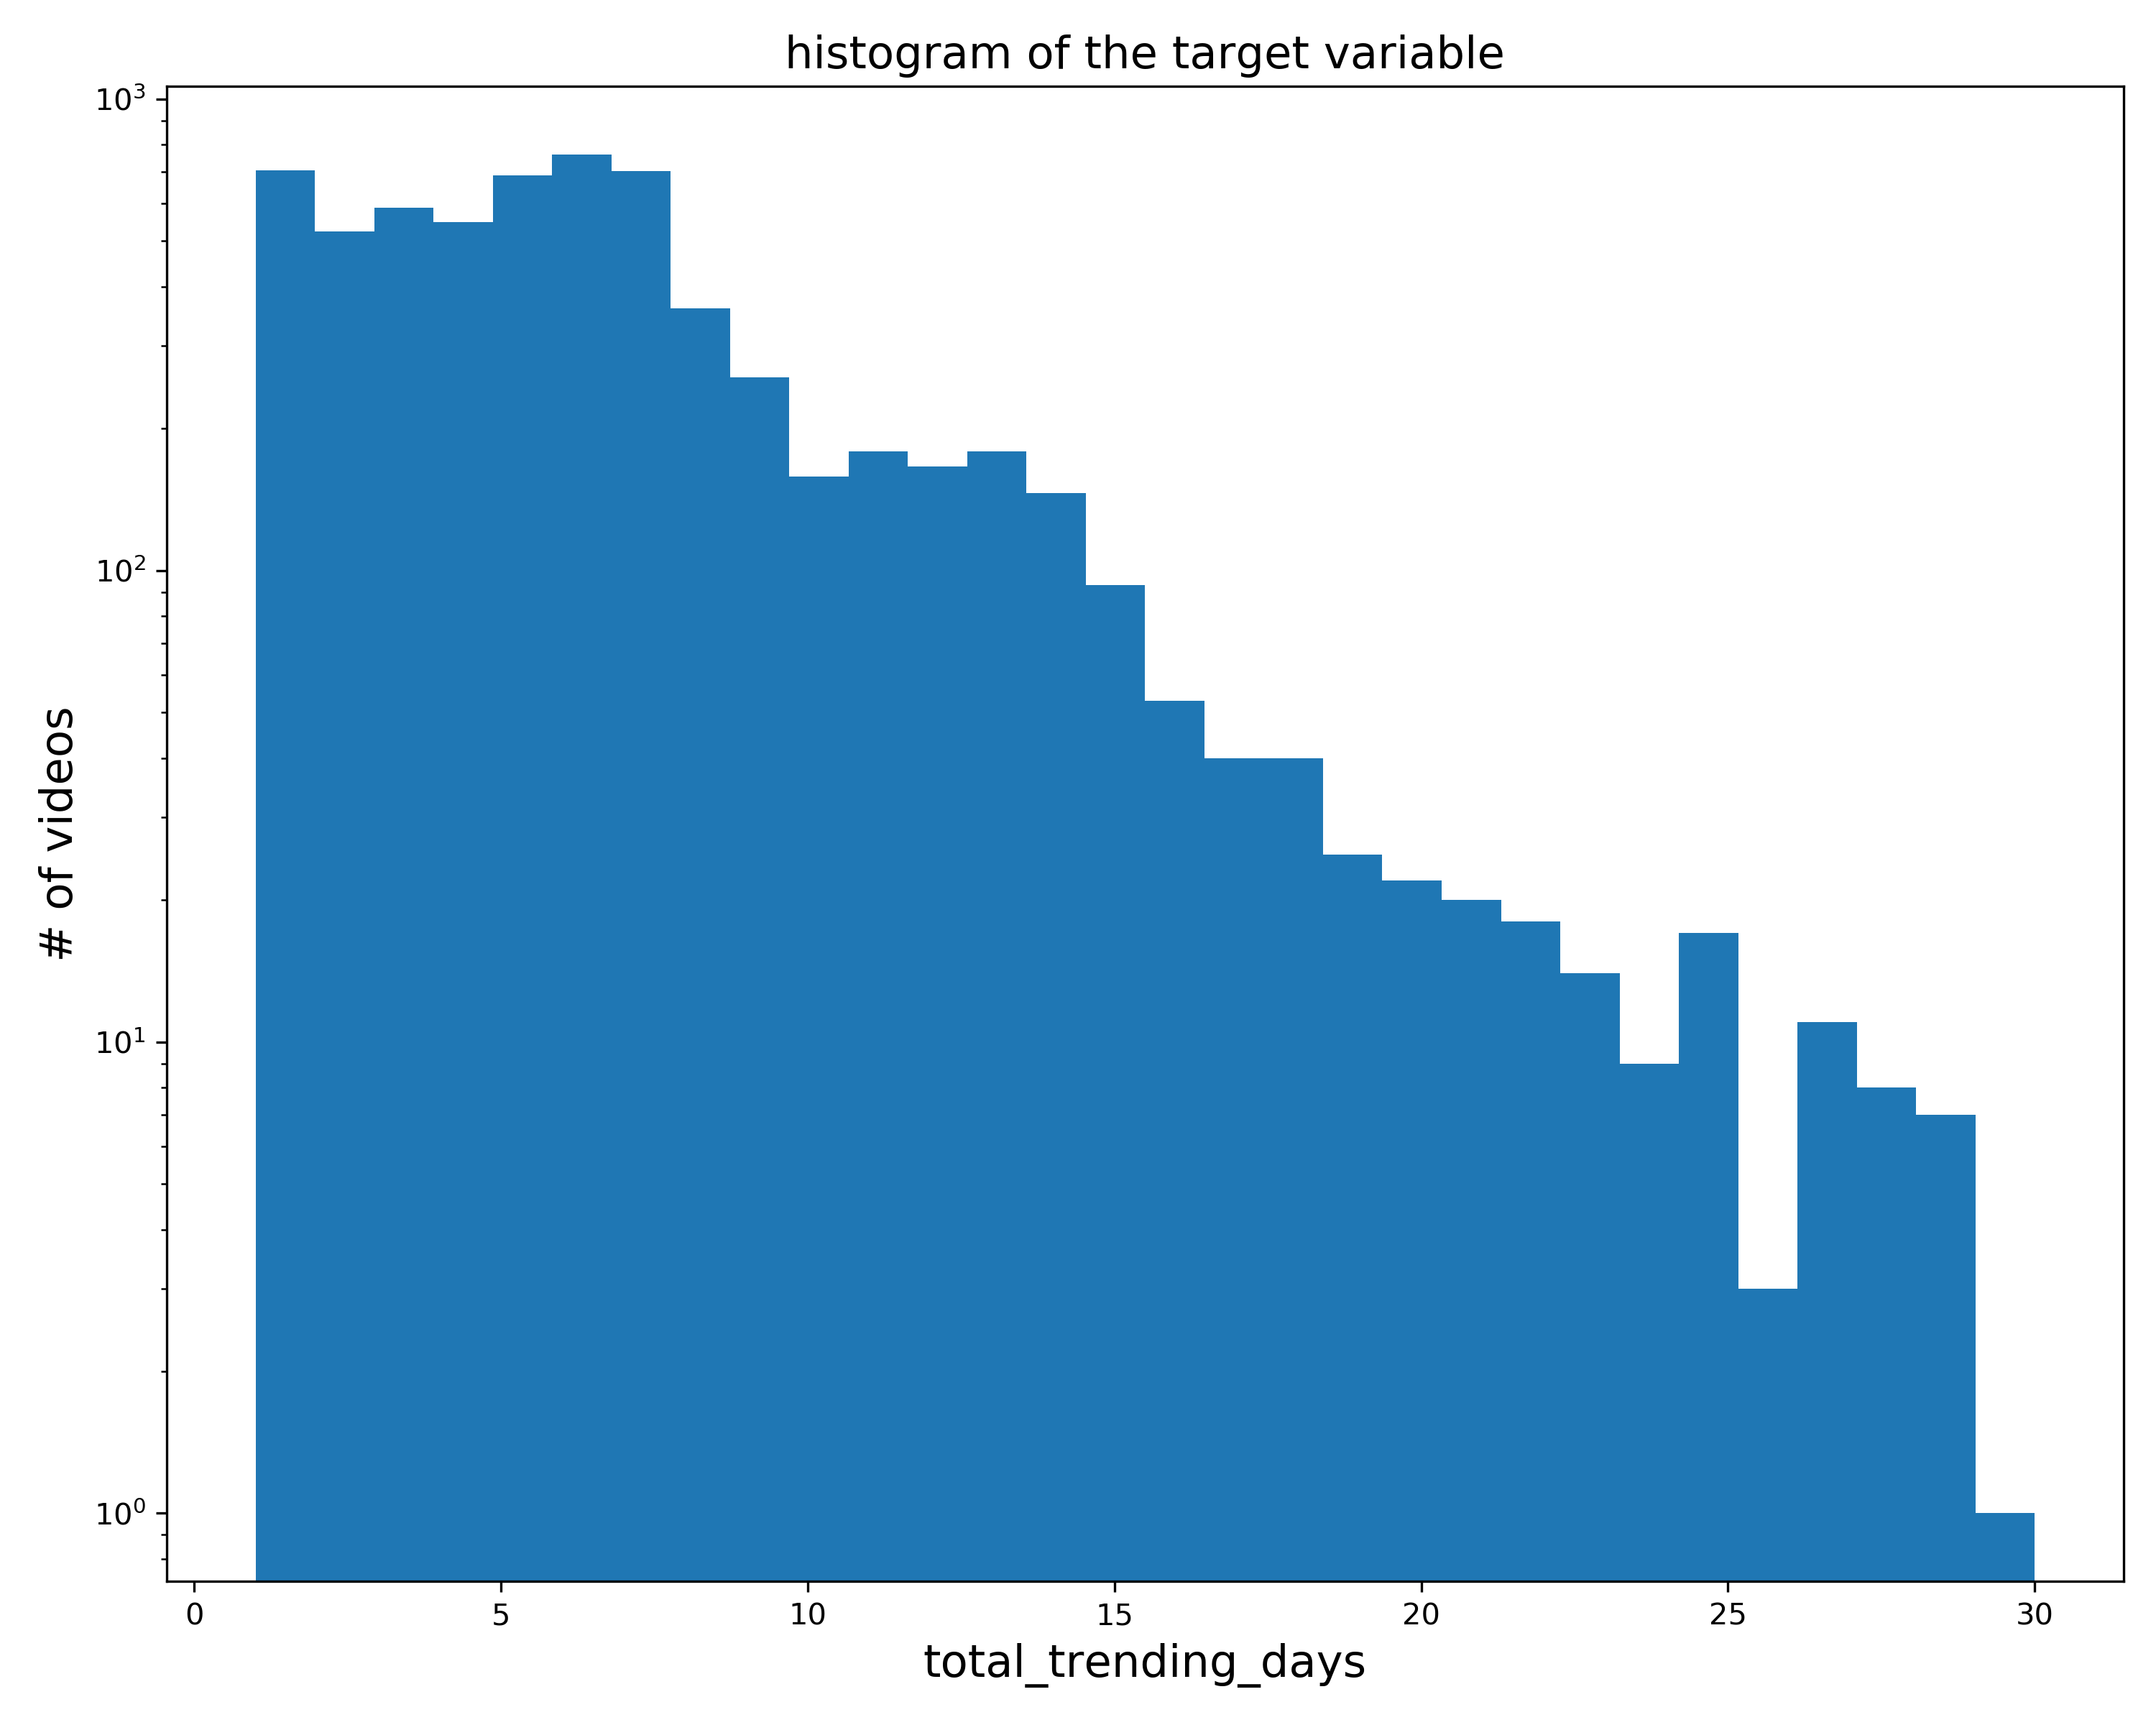 histogram of the target variable
10³
10²
10¹
10⁰
# of videos
0 5 10 15 20 25 30
total_trending_days